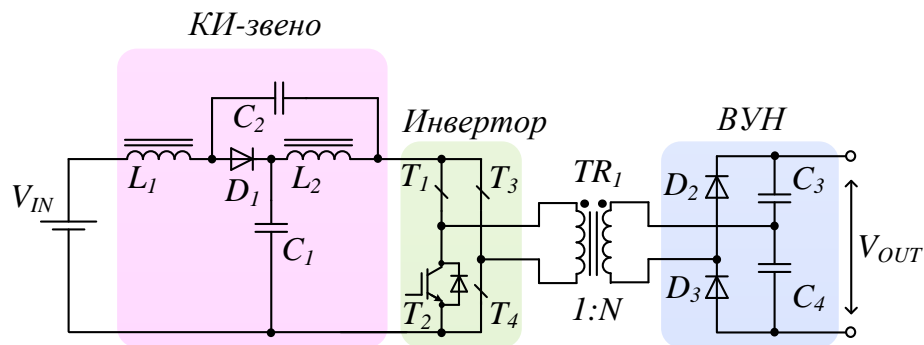 КИ-звено
C2
Инвертор
ВУН
L1
D1
L2
T1
T3
TR1
D2
C3
VIN
C1
VOUT
T2
T4
1:N
D3
C4